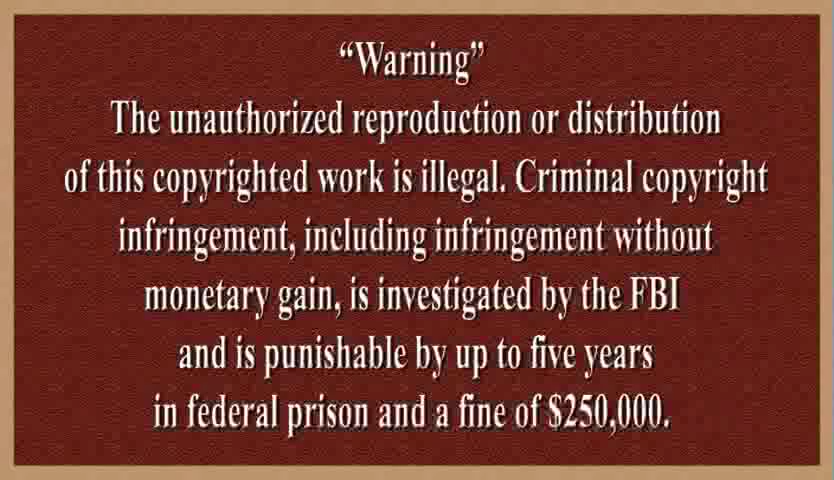 “Warning”
The unauthorized reproduction or distribution
of this copyrighted work is illegal. Criminal copyright
infringement, including infringement without
monetary gain, is investigated by the FBI
and is punishable by up to five years
in federal prison and a fine of $250,000.